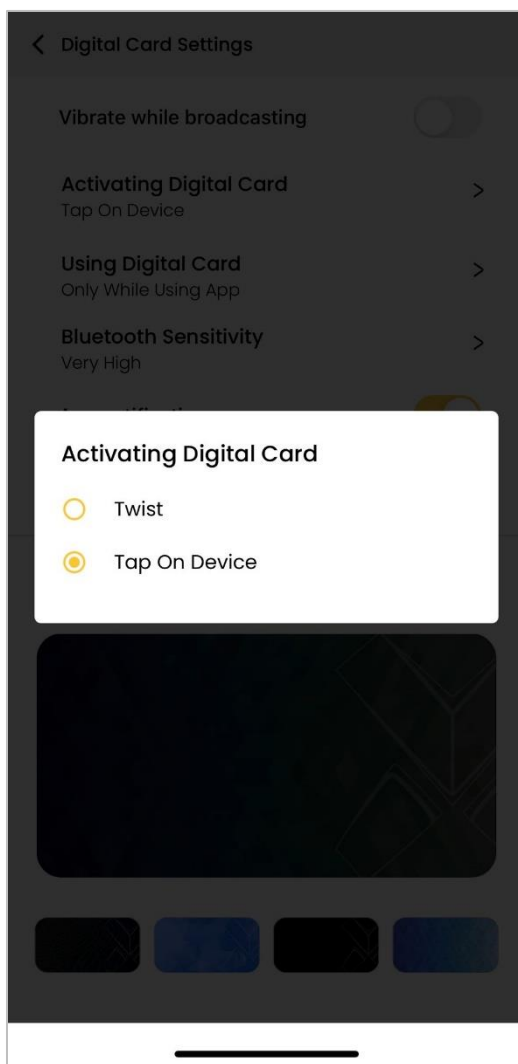 Digital Card Settings
Vibrate while broadcasting
Activating Digital Card
Tap On Device
Using Digital Card
Only While Using App
Bluetooth Sensitivity
Very High
Activating Digital Card
Twist
Tap On Device